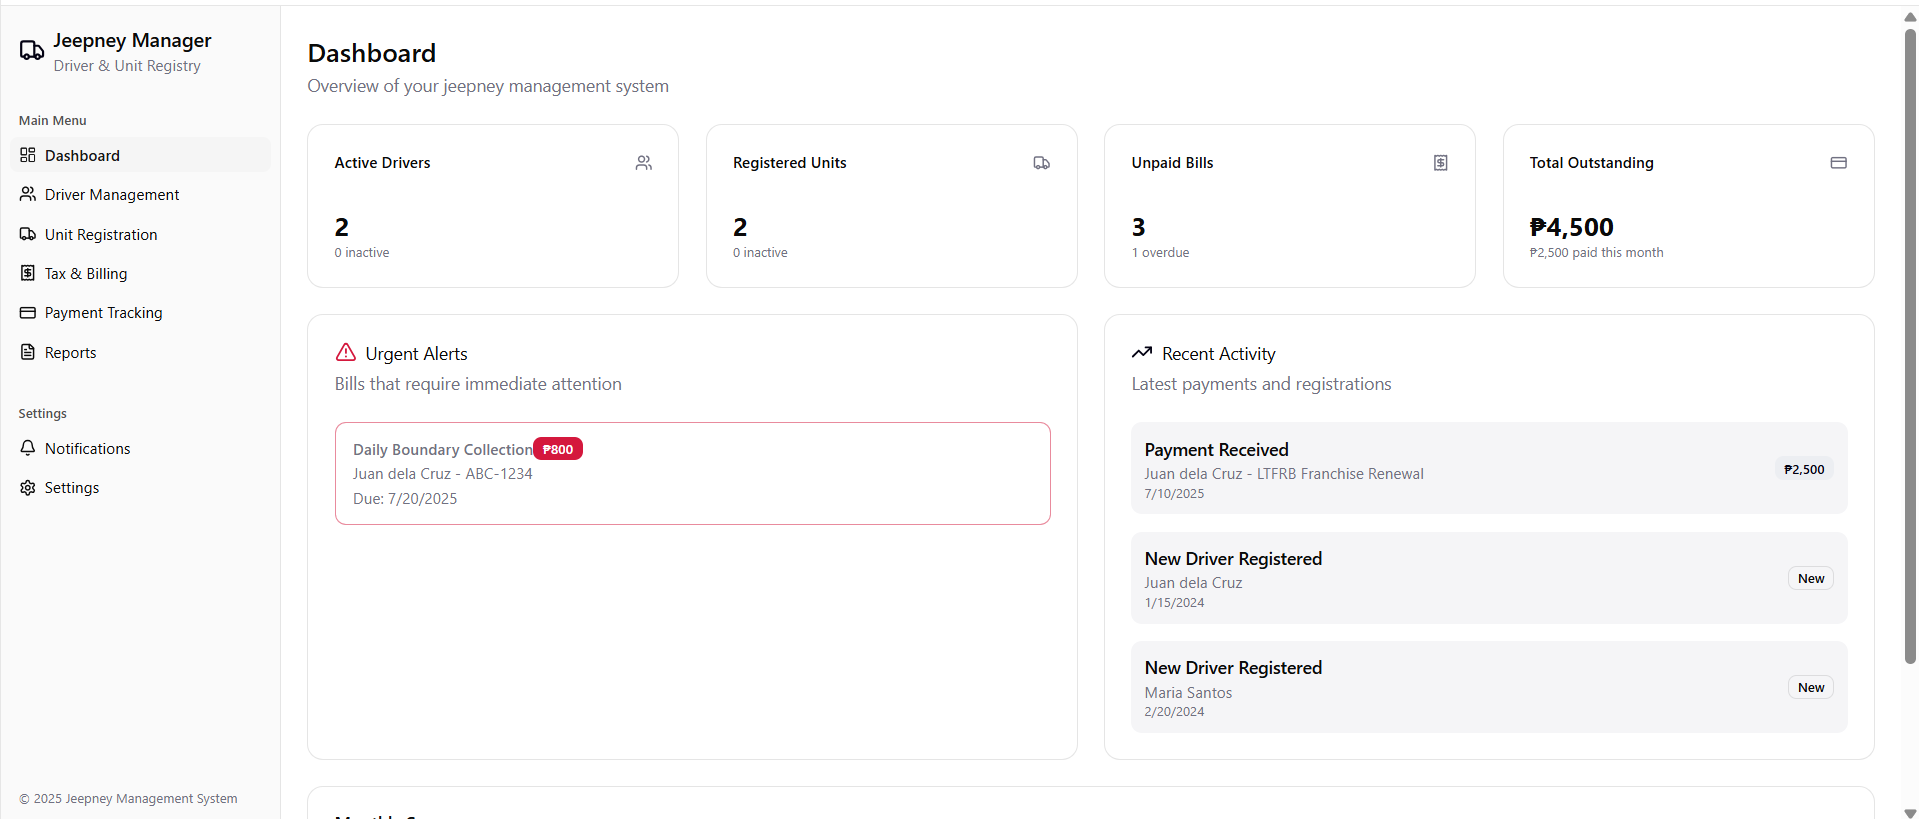 Jeepney Manager
Driver & Unit Registry
Main Menu
Dashboard
Driver Management
Unit Registration
Tax & Billing
Payment Tracking
Reports
Settings
Notifications
Settings
© 2025 Jeepney Management System
Dashboard
Overview of your jeepney management system
Active Drivers
2
0 inactive
Registered Units
2
0 inactive
Unpaid Bills
3
1 overdue
Total Outstanding
₱4,500
₱2,500 paid this month
Urgent Alerts
Bills that require immediate attention
Daily Boundary Collection ₱800
Juan dela Cruz - ABC-1234
Due: 7/20/2025
Recent Activity
Latest payments and registrations
Payment Received
Juan dela Cruz - LTFRB Franchise Renewal
7/10/2025
₱2,500
New Driver Registered
Juan dela Cruz
1/15/2024
New
New Driver Registered
Maria Santos
2/20/2024
New